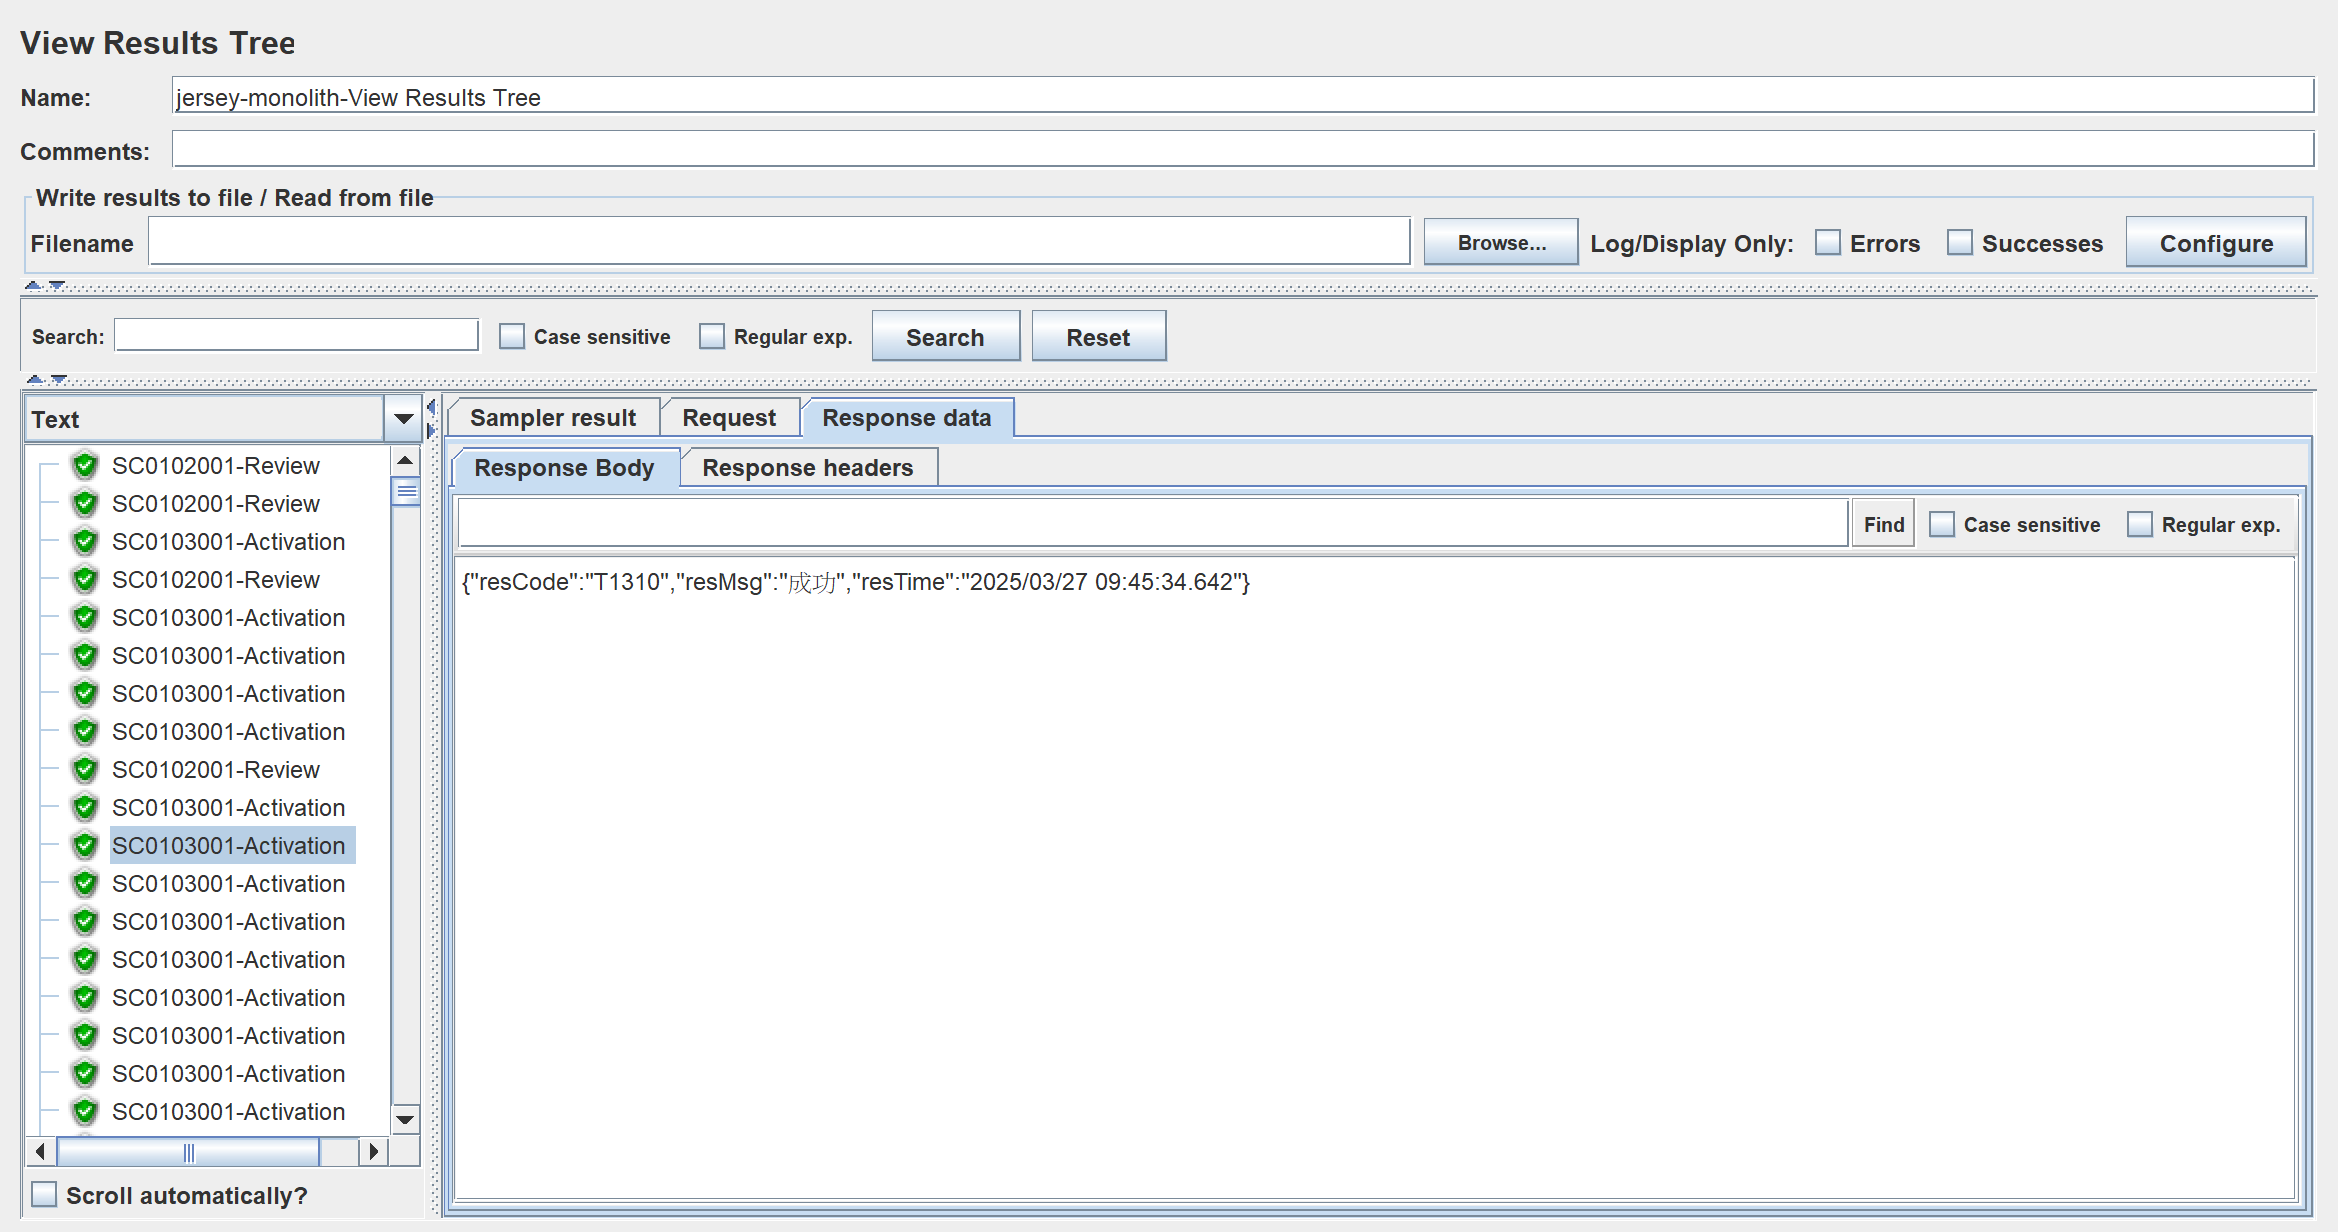 View Results Tree
Name: jersey-monolith-View Results Tree
Comments:
Write results to file / Read from file
Filename Browse... Log/Display Only: Errors Successes Configure
Search: Case sensitive Regular exp. Search Reset
Text
SC0102001-Review
SC0102001-Review
SC0103001-Activation
SC0102001-Review
SC0103001-Activation
SC0103001-Activation
SC0103001-Activation
SC0103001-Activation
SC0102001-Review
SC0103001-Activation
SC0103001-Activation
SC0103001-Activation
SC0103001-Activation
SC0103001-Activation
SC0103001-Activation
SC0103001-Activation
SC0103001-Activation
SC0103001-Activation
Scroll automatically?
Sampler result Request Response data
Response Body Response headers
Find Case sensitive Regular exp.
{"resCode":"T1310","resMsg":"成功","resTime":"2025/03/27 09:45:34.642"}